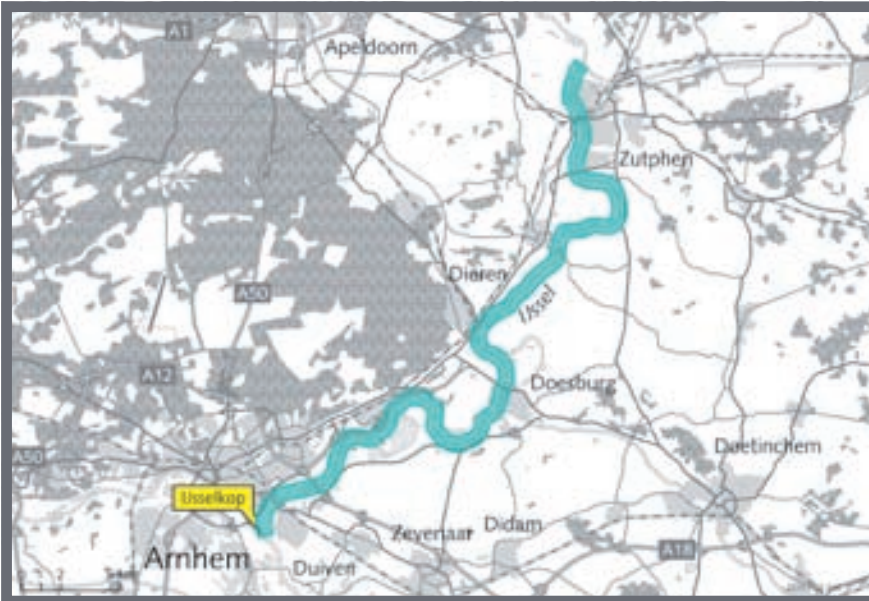 A1
Apeldoorn
Zutphen
Dieren
A50
IJssel
A12
Doesburg
Doetinchem
A50
IJsselkop
Zevenaar
Didam
Arnhem
Duiven
A18